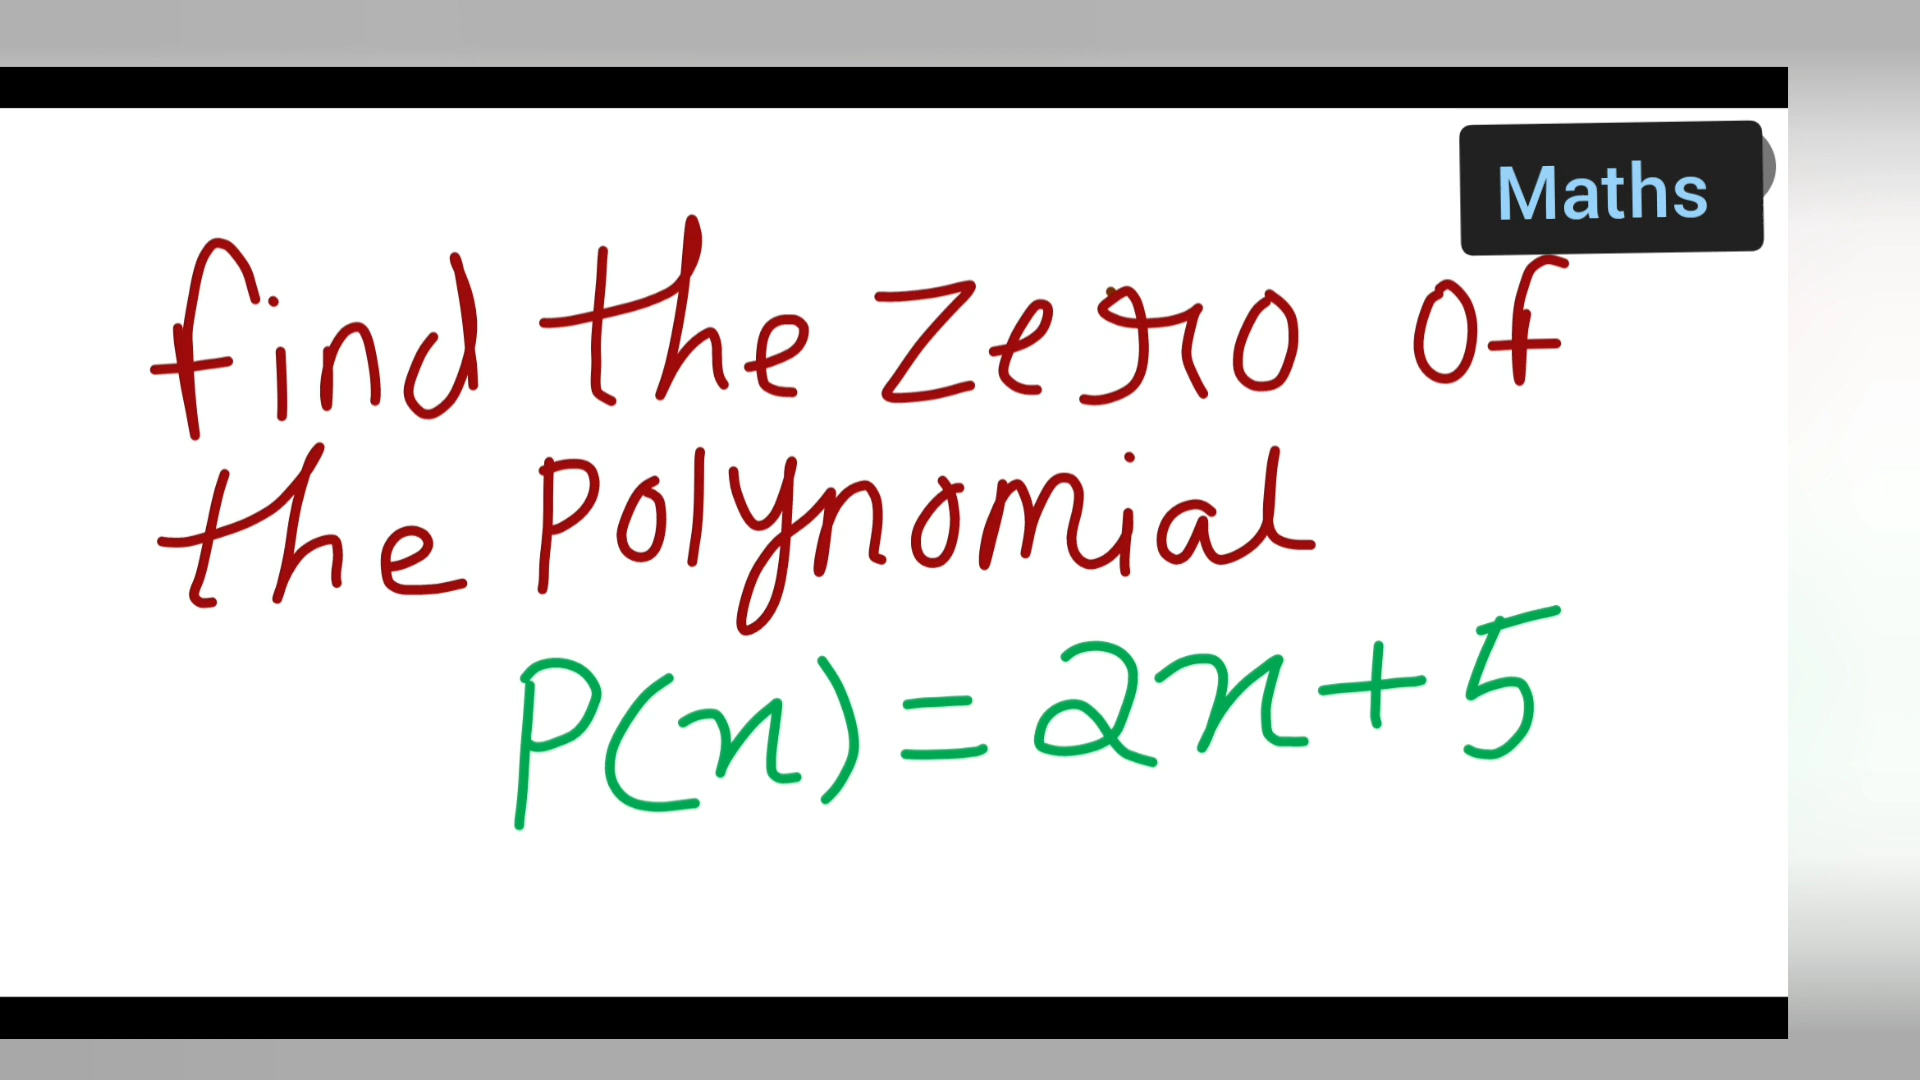 Maths
find the zero of
the polynomial
P(x) = 2x + 5